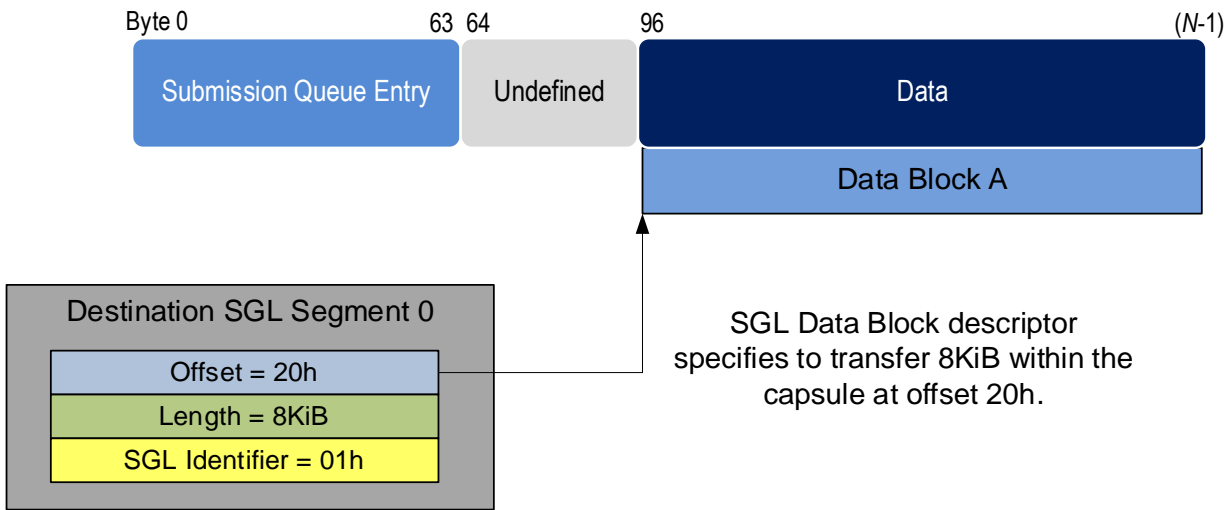 Byte 0 63 64 96 (N-1)
Submission Queue Entry Undefined Data
Data Block A
Destination SGL Segment 0
Offset = 20h
Length = 8KiB
SGL Identifier = 01h
SGL Data Block descriptor
specifies to transfer 8KiB within the
capsule at offset 20h.